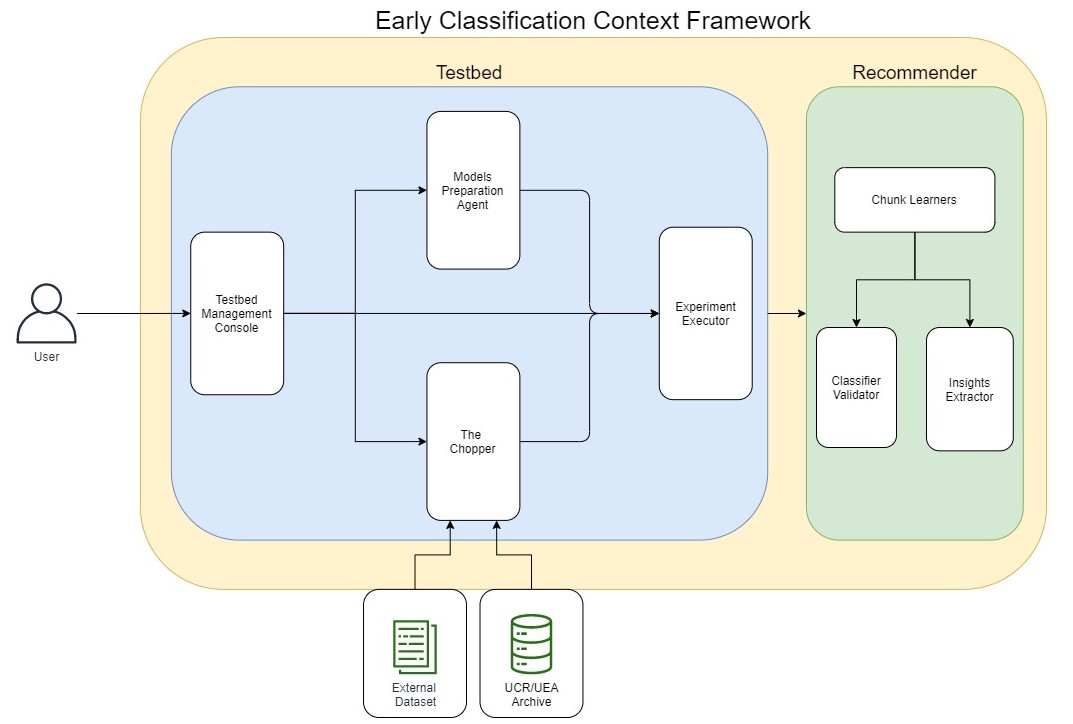 Early Classification Context Framework
Testbed
Recommender
Models
Preparation
Agent
Chunk Learners
Testbed
Management
Console
Experiment
Executor
User
Classifier
Validator
Insights
Extractor
The
Chopper
External
Dataset
UCR/UEA
Archive